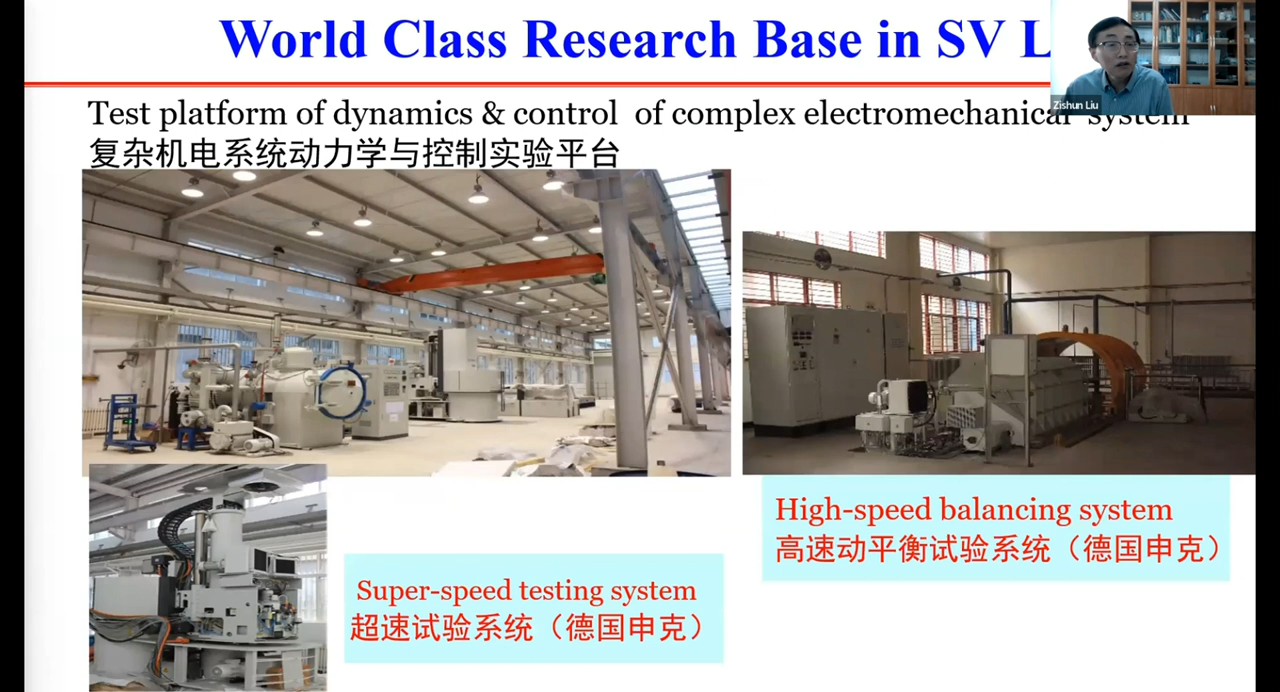 World Class Research Base in SV L
Zishun Liu
Test platform of dynamics & control of complex electromechanical system
复杂机电系统动力学与控制实验平台
High-speed balancing system
高速动平衡试验系统（德国申克）
Super-speed testing system
超速试验系统（德国申克）